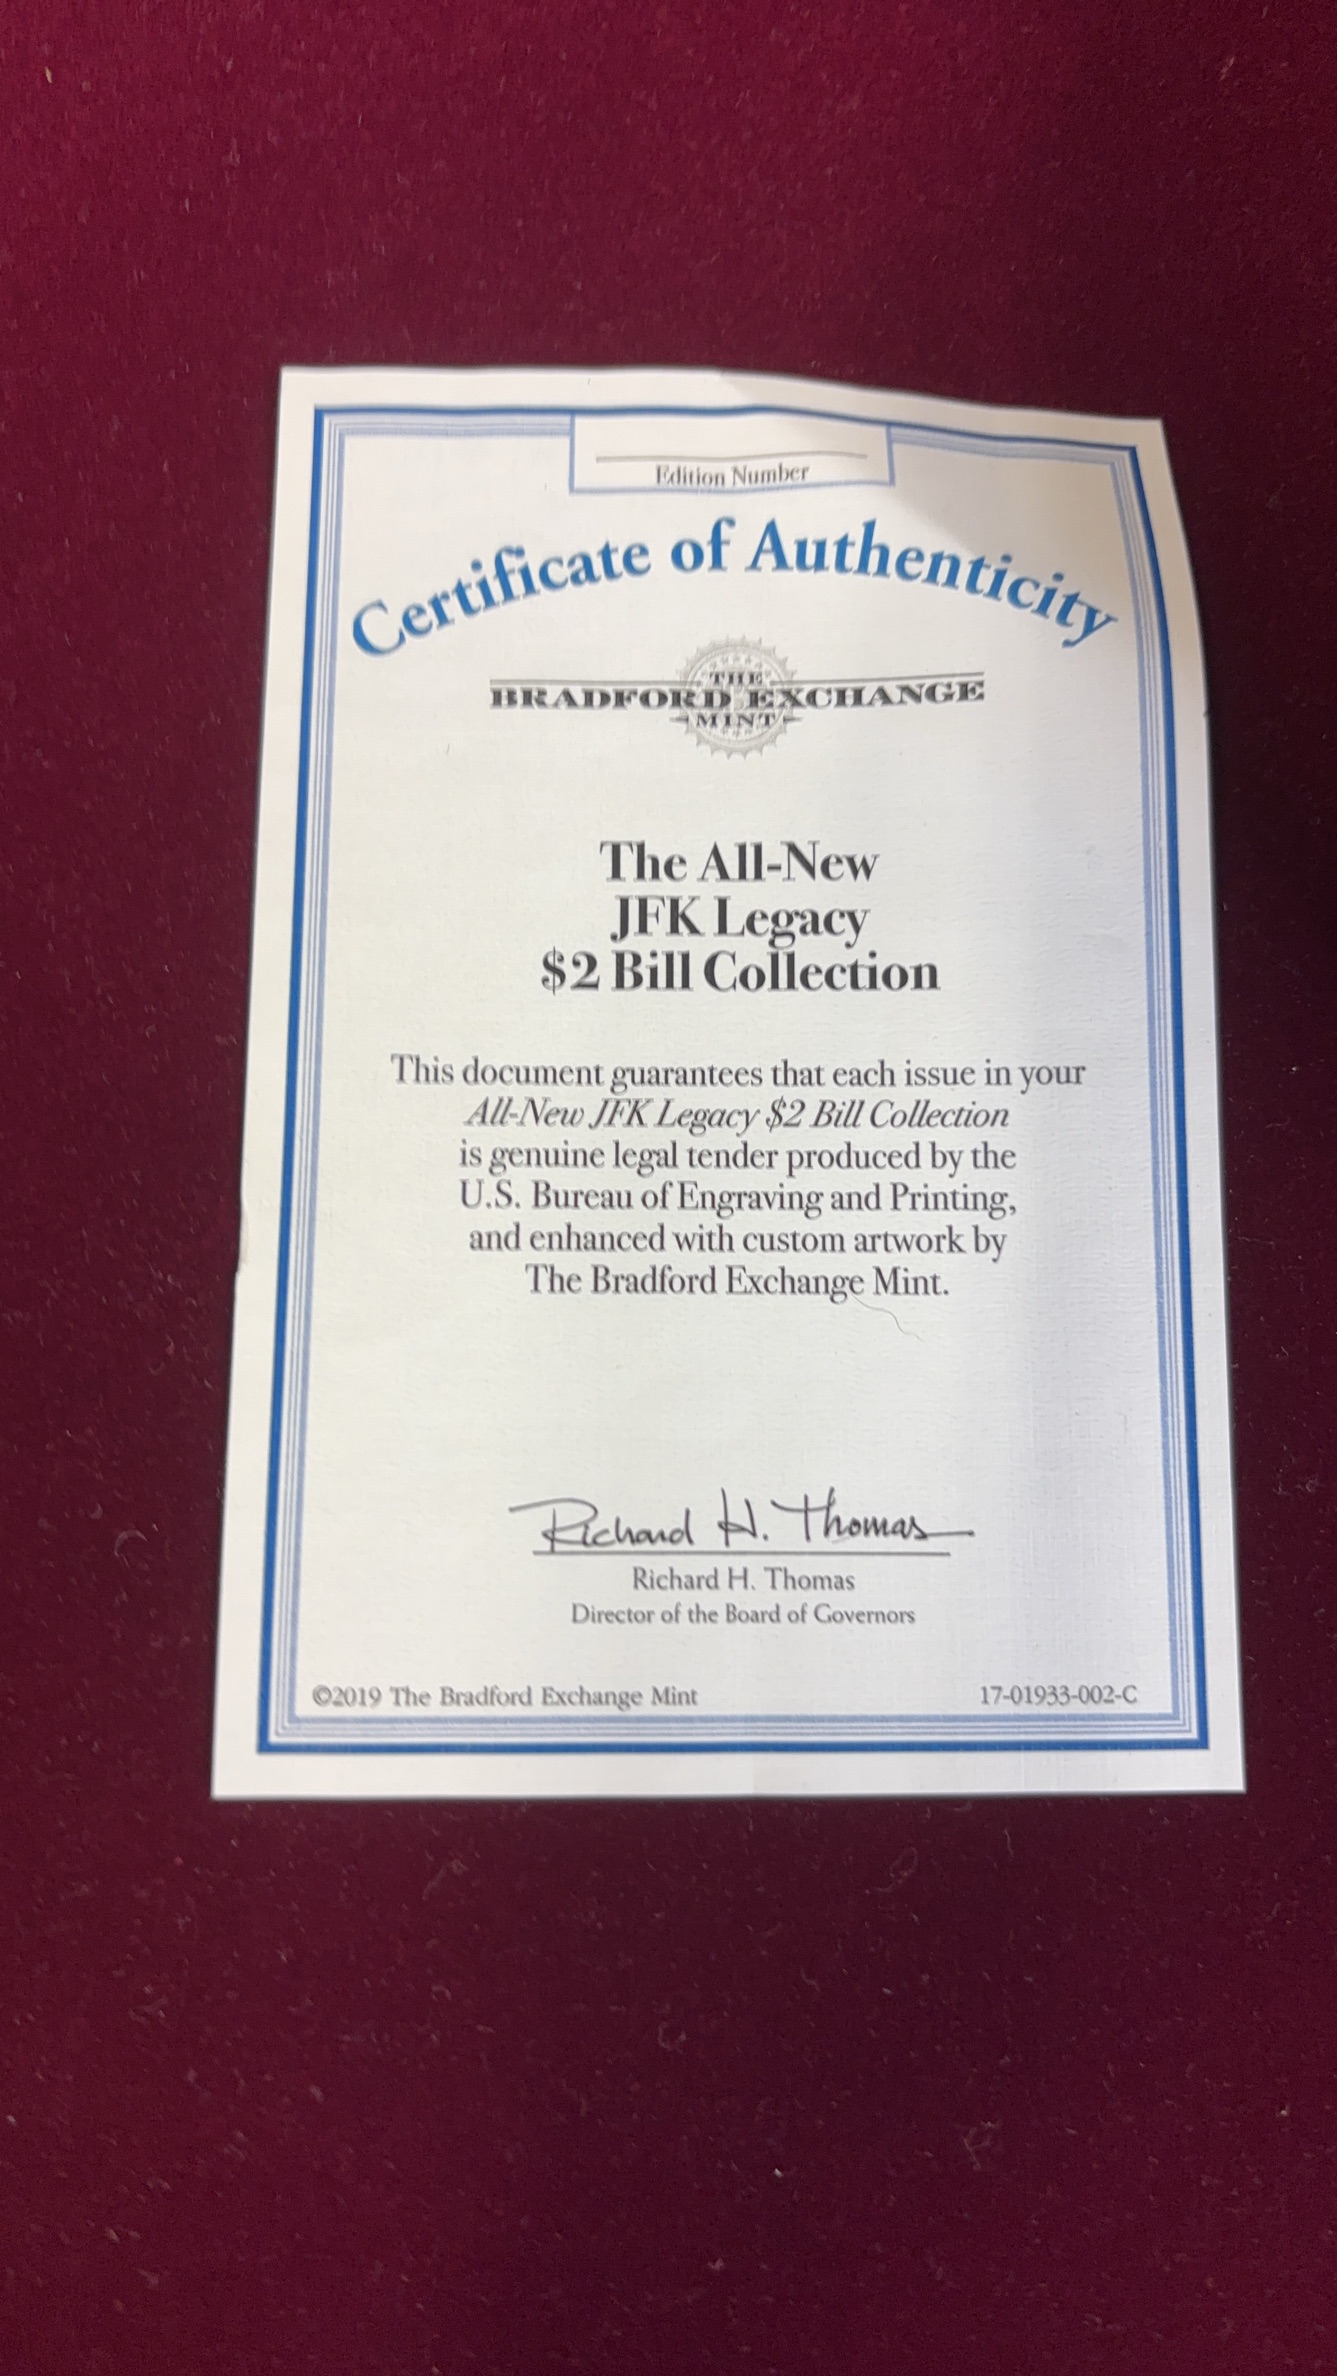 Edition Number
Certificate of Authenticity
THE
BRADFORD EXCHANGE
MINT
The All-New
JFK Legacy
$2 Bill Collection
This document guarantees that each issue in your
All-New JFK Legacy $2 Bill Collection
is genuine legal tender produced by the
U.S. Bureau of Engraving and Printing,
and enhanced with custom artwork by
The Bradford Exchange Mint.
Richard H. Thomas
Richard H. Thomas
Director of the Board of Governors
©2019 The Bradford Exchange Mint 17-01933-002-C